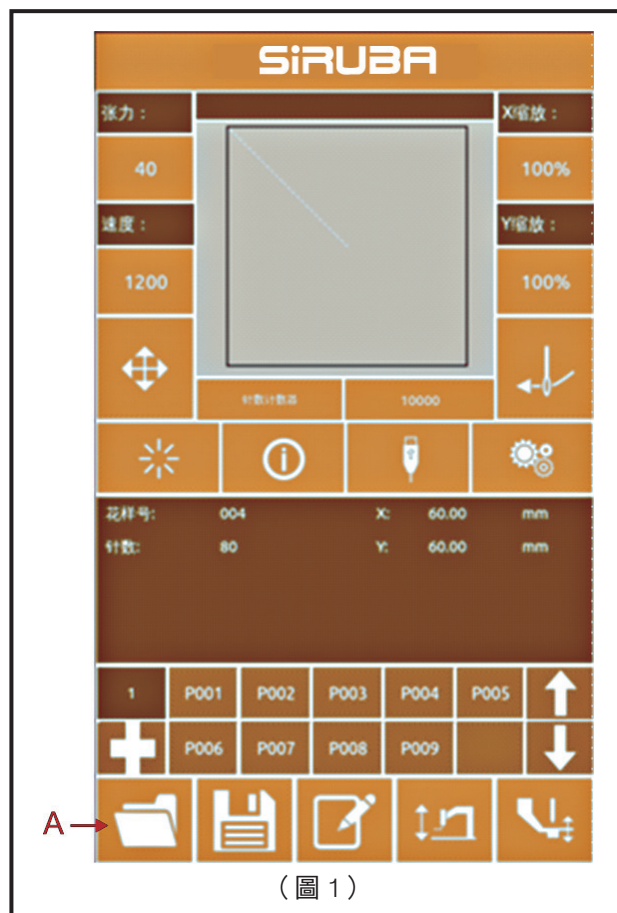 SiRUBA
张力： X缩放：
40 100%
速度： Y缩放：
1200 100%
针数计数器 10000
花样号: 004 X: 60.00 mm
针数: 80 Y: 60.00 mm
1 P001 P002 P003 P004 P005
P006 P007 P008 P009
A
（圖 1）